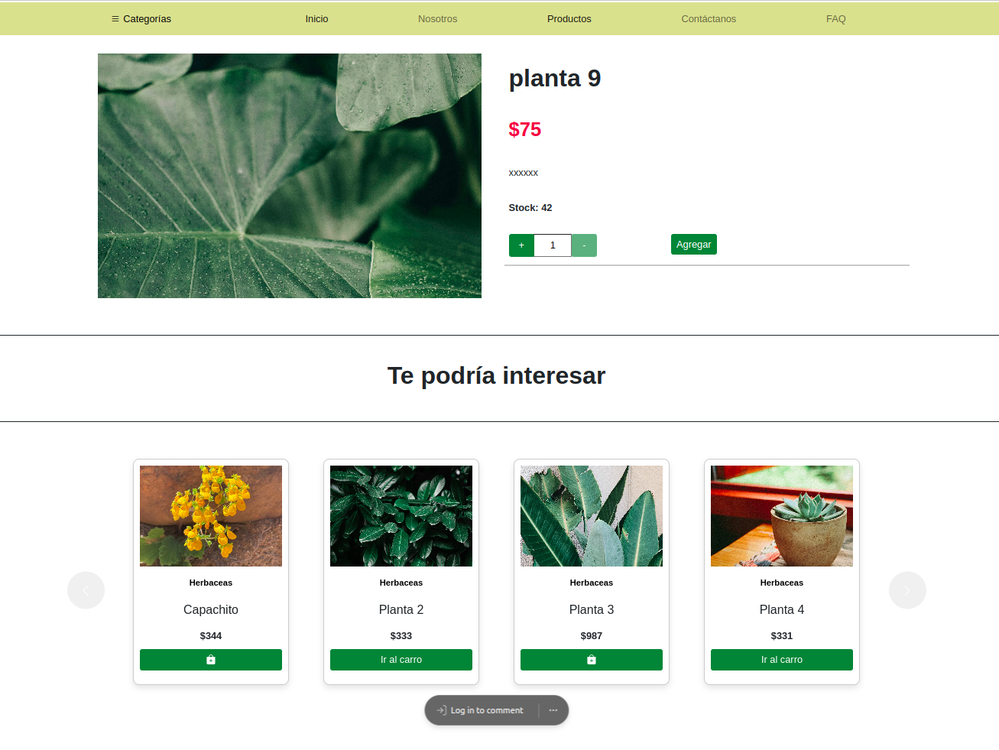 Categorías Inicio Nosotros Productos Contáctanos FAQ
planta 9
$75
xxxxxx
Stock: 42
+ 1 - Agregar
Te podría interesar
Herbaceas Herbaceas Herbaceas Herbaceas
Capachito Planta 2 Planta 3 Planta 4
$344 $333 $987 $331
Ir al carro Ir al carro
Log in to comment